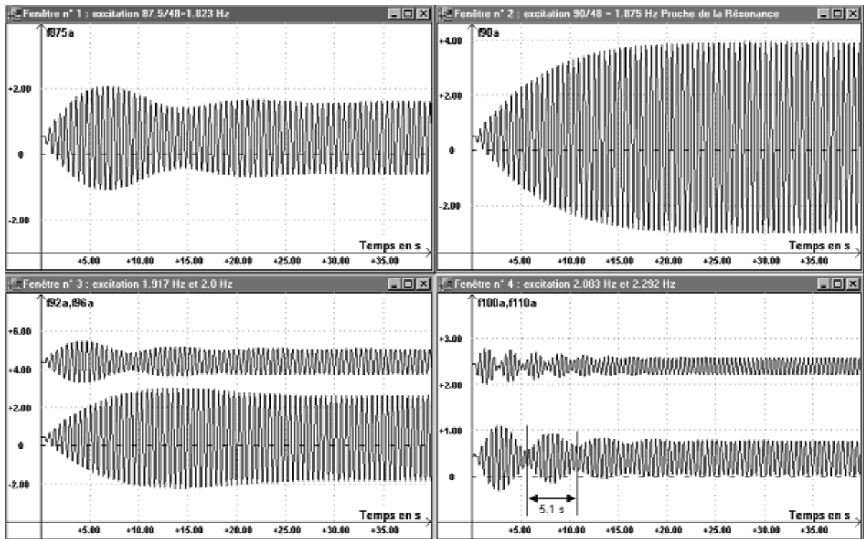 Fenêtre n° 1 : excitation 87.5/48=1.823 Hz
f875a
+2.00
0
-2.00
Temps en s
+5.00 +10.00 +15.00 +20.00 +25.00 +30.00 +35.00
Fenêtre n° 2 : excitation 90/48 = 1.875 Hz Proche de la Résonance
+4.00
f90a
+2.00
0
-2.00
Temps en s
+5.00 +10.00 +15.00 +20.00 +25.00 +30.00 +35.00
Fenêtre n° 3 : excitation 1.917 Hz et 2.0 Hz
f92a,f96a
+6.00
+4.00
+2.00
0
-2.00
Temps en s
+5.00 +10.00 +15.00 +20.00 +25.00 +30.00 +35.00
Fenêtre n° 4 : excitation 2.083 Hz et 2.292 Hz
f100a,f110a
+3.00
+2.00
+1.00
0
5.1 s
Temps en s
+5.00 +10.00 +15.00 +20.00 +25.00 +30.00 +35.00